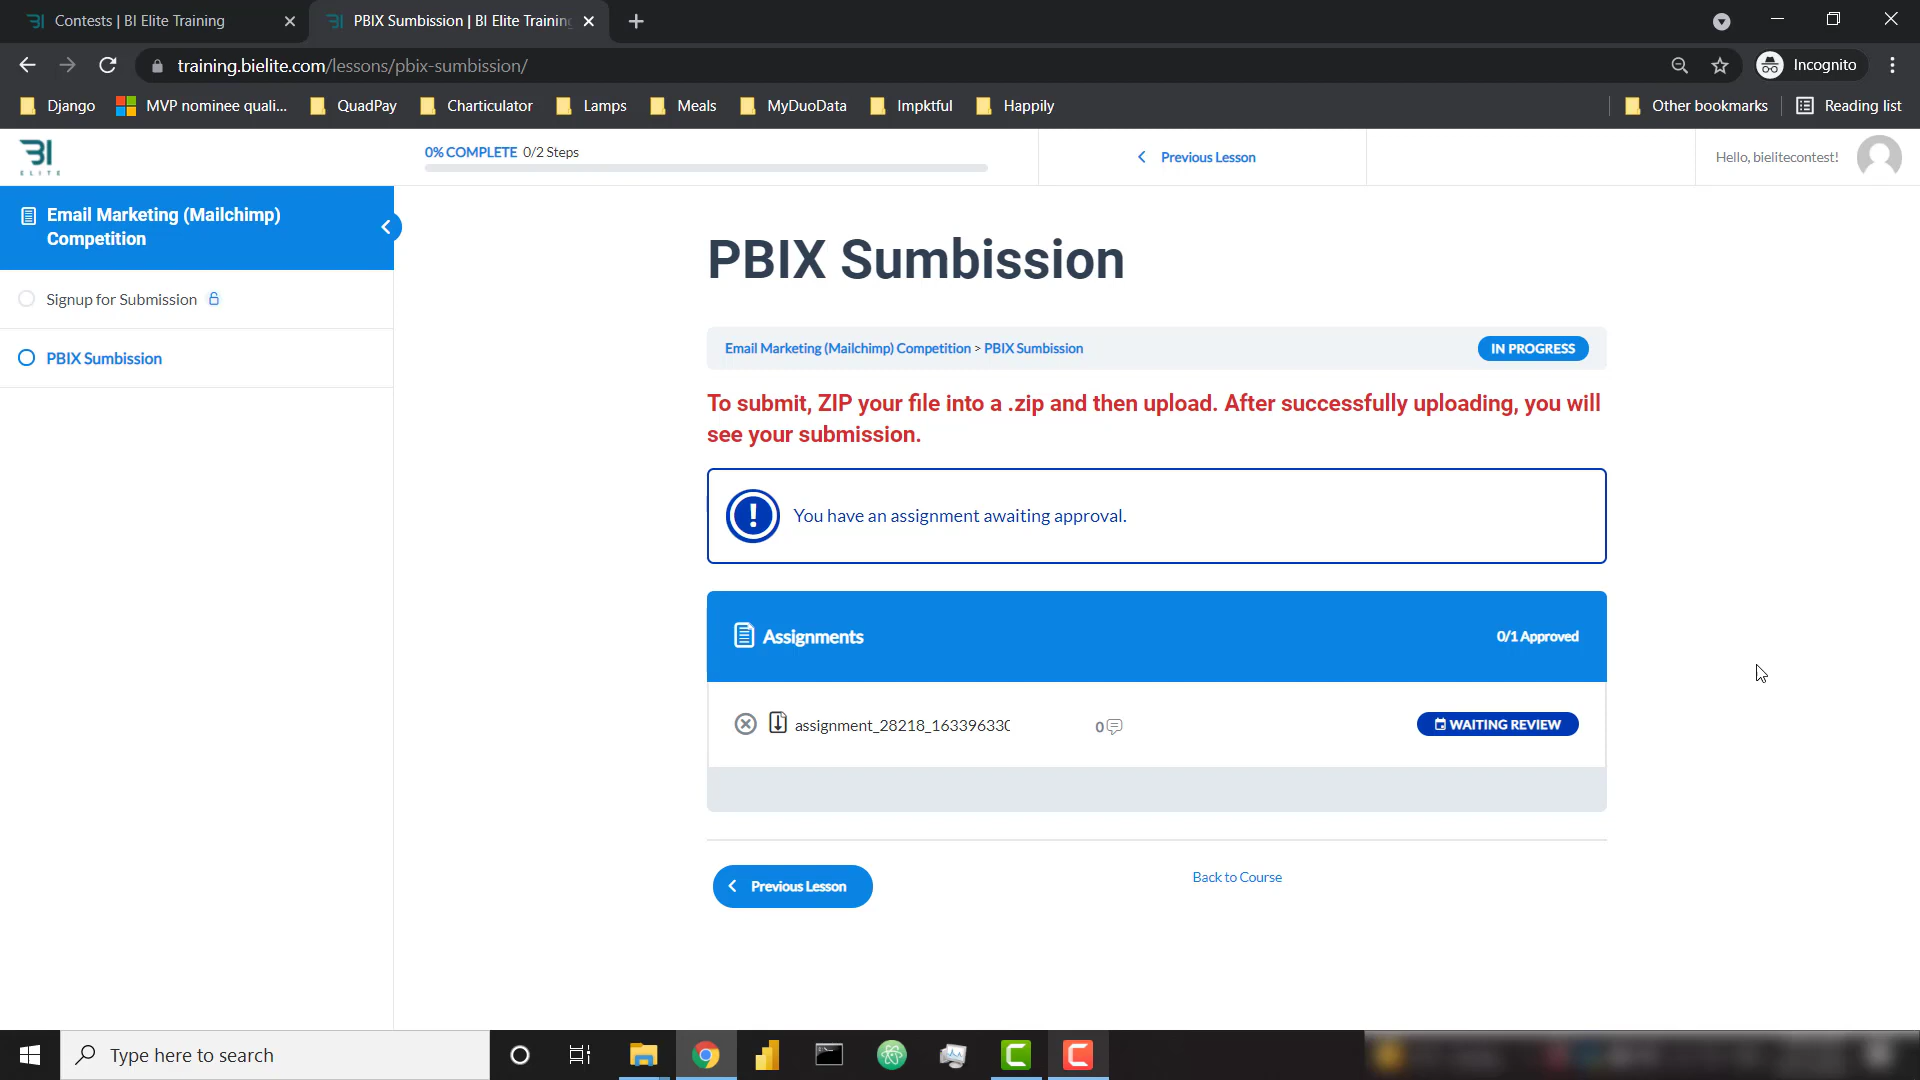 Contests | BI Elite Training
PBIX Sumbission | BI Elite Training
training.bielite.com/lessons/pbix-sumbission/
Incognito
Django
MVP nominee quali...
QuadPay
Charticulator
Lamps
Meals
MyDuoData
Impktful
Happily
Other bookmarks
Reading list
BI
ELITE
0% COMPLETE 0/2 Steps
Previous Lesson
Hello, bielitecontest!
Email Marketing (Mailchimp)
Competition
Signup for Submission
PBIX Sumbission
PBIX Sumbission
Email Marketing (Mailchimp) Competition > PBIX Sumbission
IN PROGRESS
To submit, ZIP your file into a .zip and then upload. After successfully uploading, you will
see your submission.
You have an assignment awaiting approval.
Assignments
0/1 Approved
assignment_28218_163396330
0
WAITING REVIEW
Previous Lesson
Back to Course
Type here to search